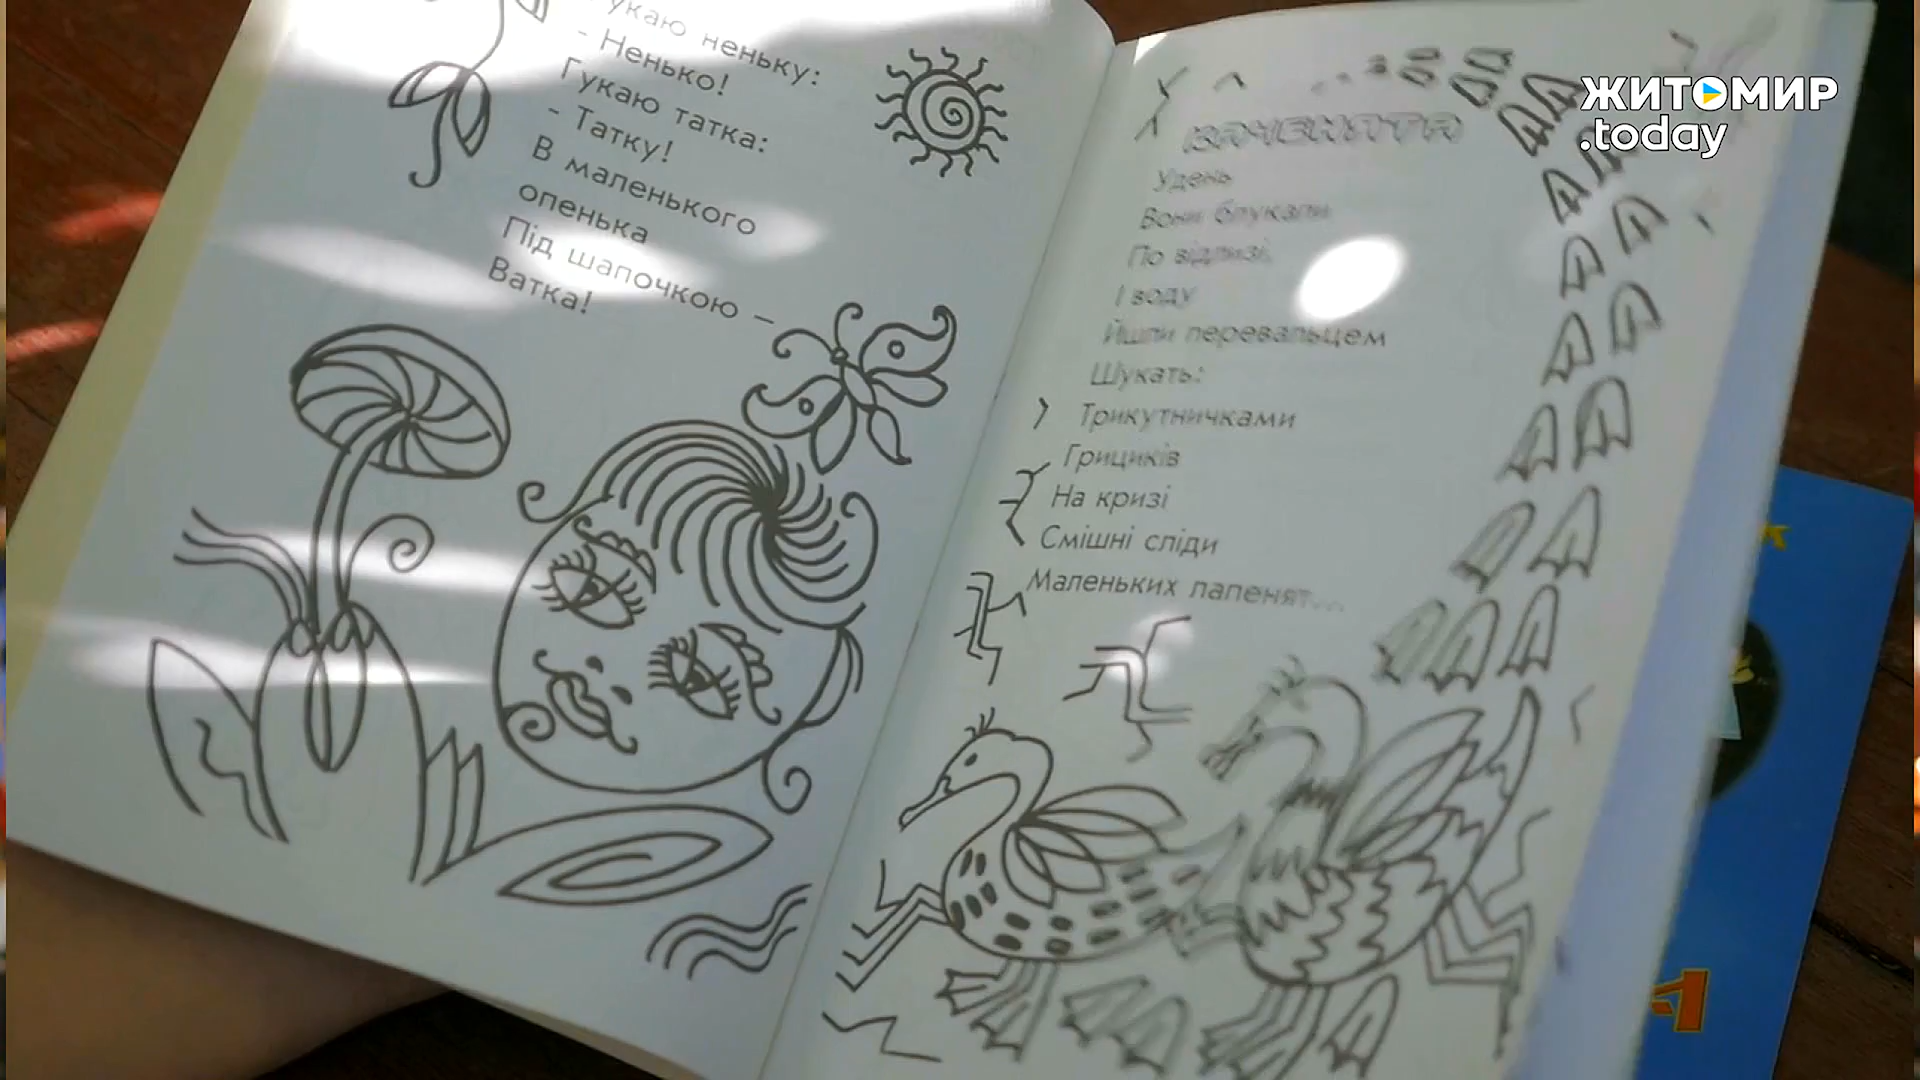 неньку:
- Ненько!
Гукаю татка:
- Татку!
В маленького
опенька
Під шапочкою –
Ватка!
КАЧЕНЯТА
Удень
Вони блукали
По відлизі,
І воду
Йшли перевальцем
Шукать:
Трикутничками
Грициків
На кризі
Смішні сліди
Маленьких лапенят...
ЖИТОМИР
.today